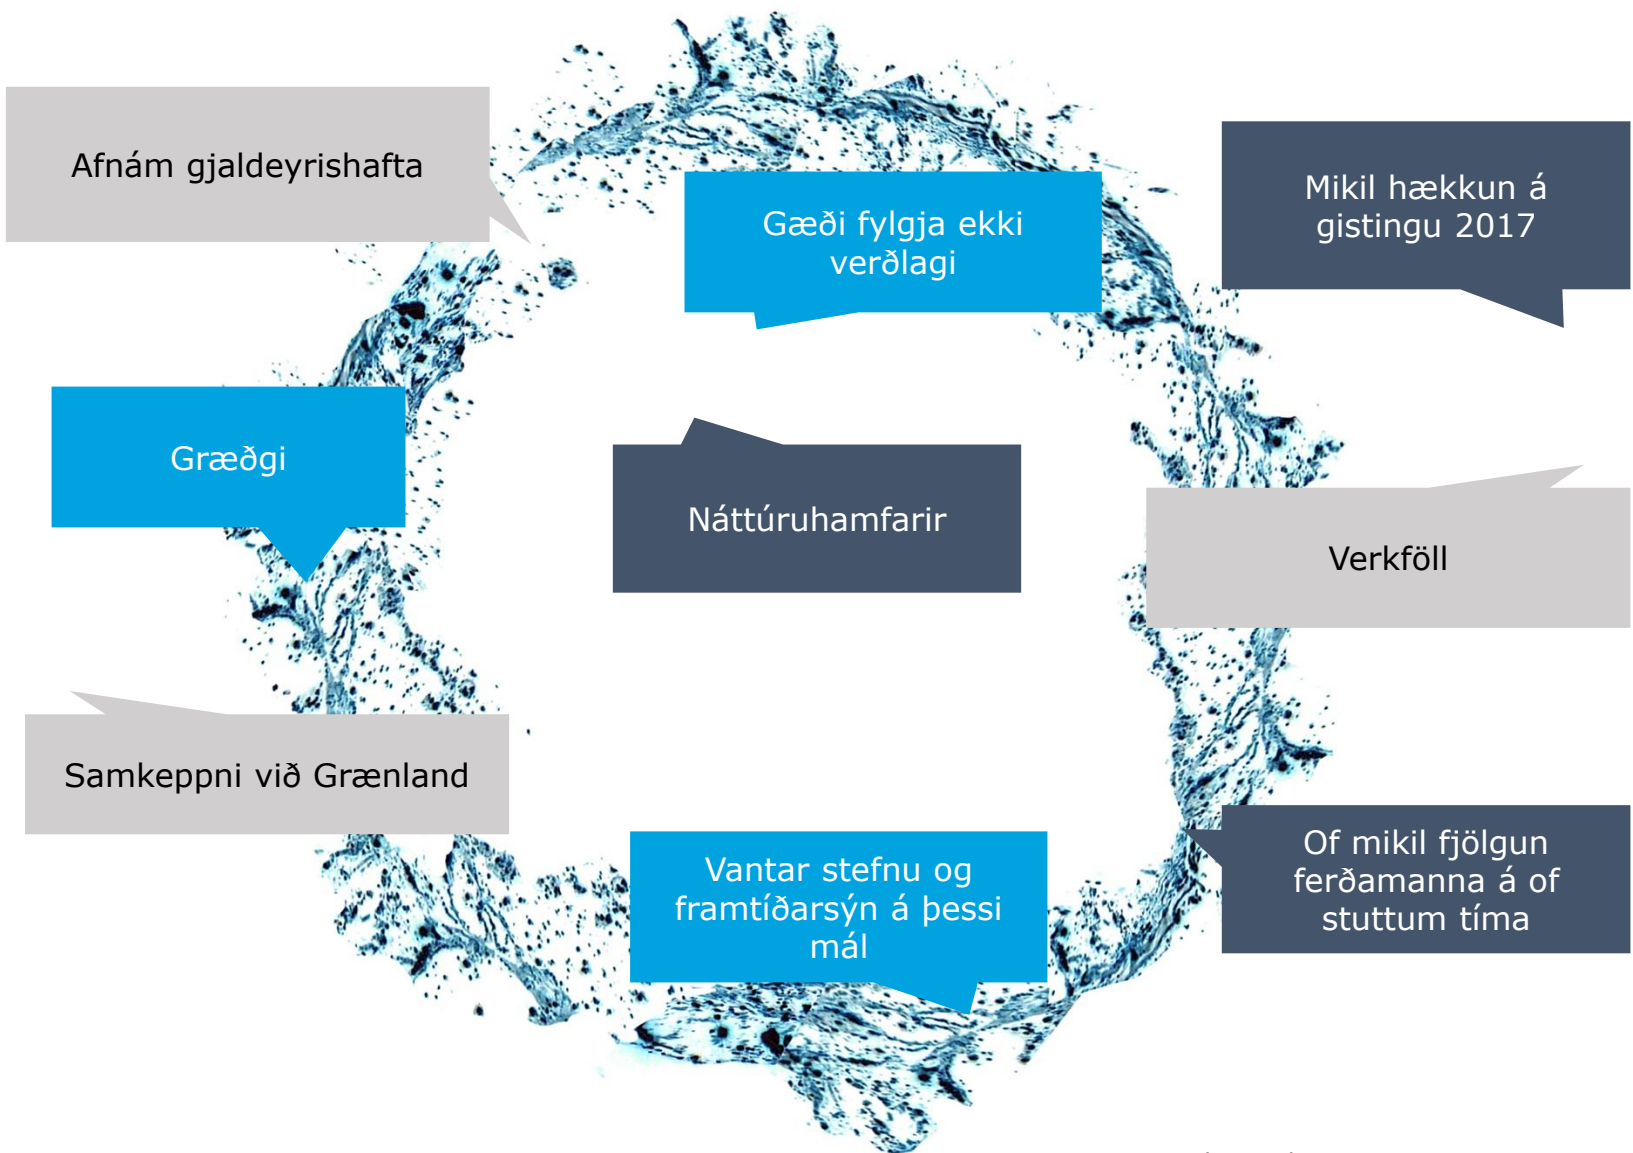 Afnám gjaldeyrishafta
Gæði fylgja ekki
verðlagi
Mikil hækkun á
gistingu 2017
Græðgi
Náttúruhamfarir
Verkföll
Samkeppni við Grænland
Vantar stefnu og
framtíðarsýn á þessi
mál
Of mikil fjölgun
ferðamanna á of
stuttum tíma